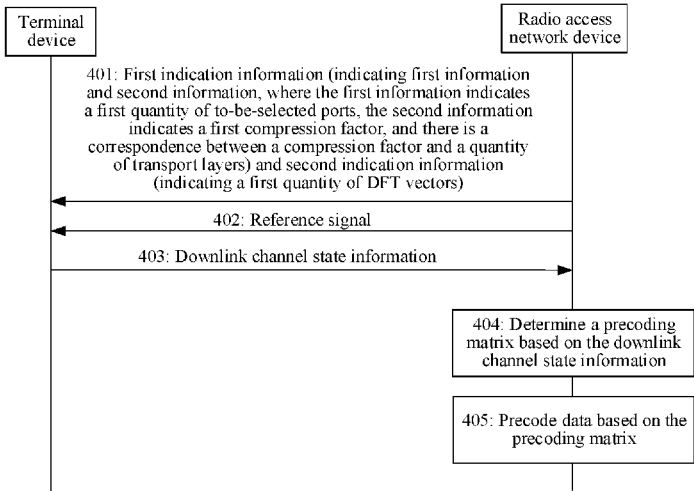 Terminal
device
Radio access
network device
401: First indication information (indicating first information
and second information, where the first information indicates
a first quantity of to-be-selected ports, the second information
indicates a first compression factor, and there is a
correspondence between a compression factor and a quantity
of transport layers) and second indication information
(indicating a first quantity of DFT vectors)
402: Reference signal
403: Downlink channel state information
404: Determine a precoding
matrix based on the downlink
channel state information
405: Precode data based on the
precoding matrix